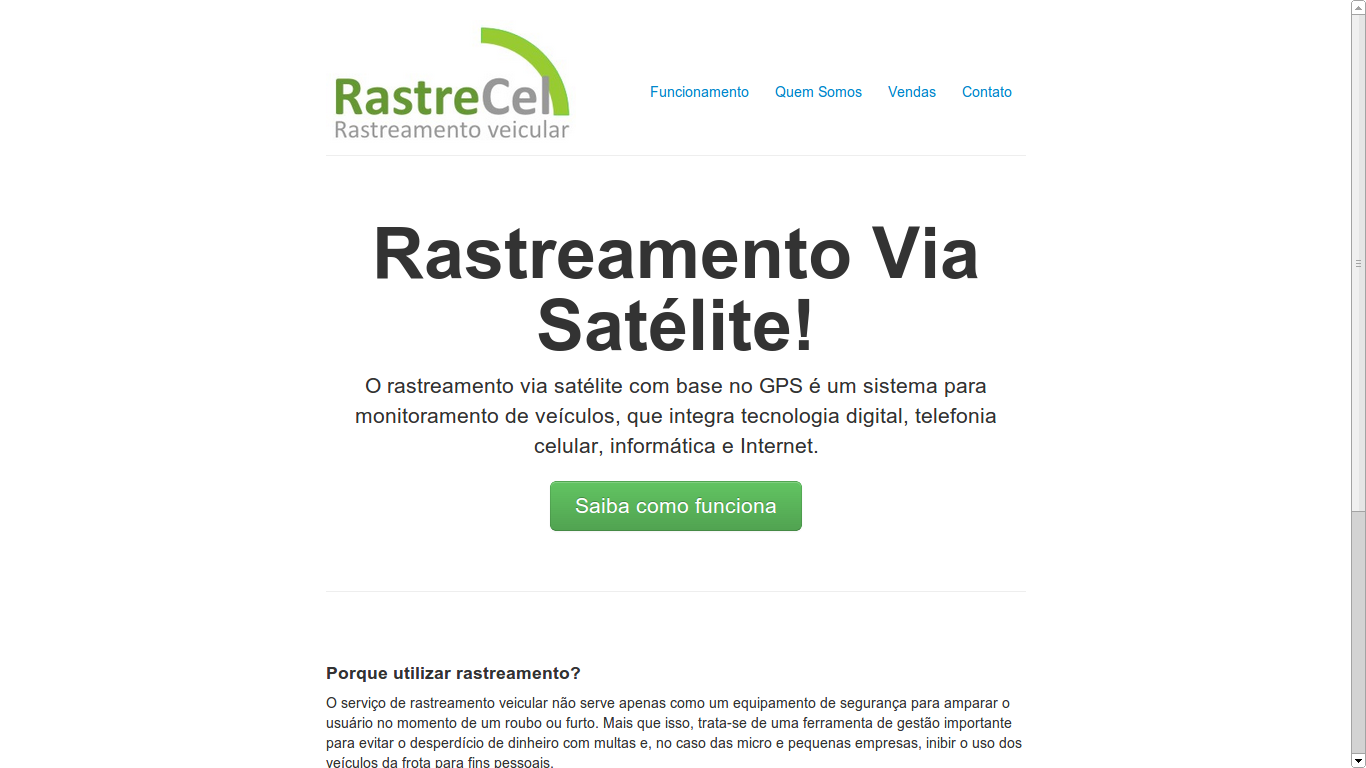 RastreCel
Rastreamento veicular
Funcionamento Quem Somos Vendas Contato
Rastreamento Via
Satélite!
O rastreamento via satélite com base no GPS é um sistema para
monitoramento de veículos, que integra tecnologia digital, telefonia
celular, informática e Internet.
Saiba como funciona
Porque utilizar rastreamento?
O serviço de rastreamento veicular não serve apenas como um equipamento de segurança para amparar o
usuário no momento de um roubo ou furto. Mais que isso, trata-se de uma ferramenta de gestão importante
para evitar o desperdício de dinheiro com multas e, no caso das micro e pequenas empresas, inibir o uso dos
veículos da frota para fins pessoais.